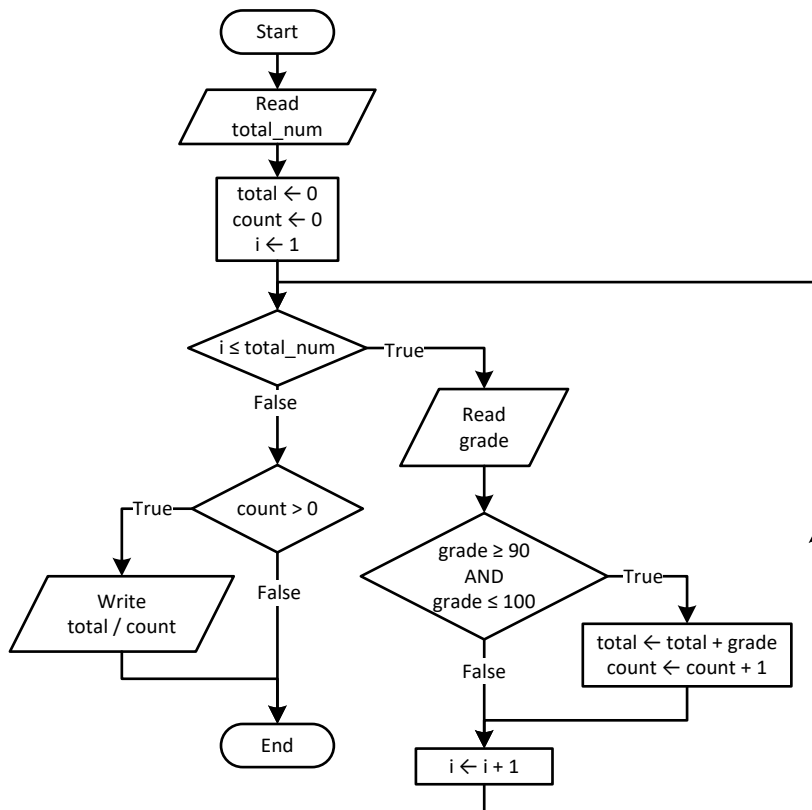 Start
Read
total_num
total ← 0
count ← 0
i ← 1
i ≤ total_num
True
False
Read
grade
count > 0
True
False
Write
total / count
grade ≥ 90
AND
grade ≤ 100
True
False
total ← total + grade
count ← count + 1
End
i ← i + 1